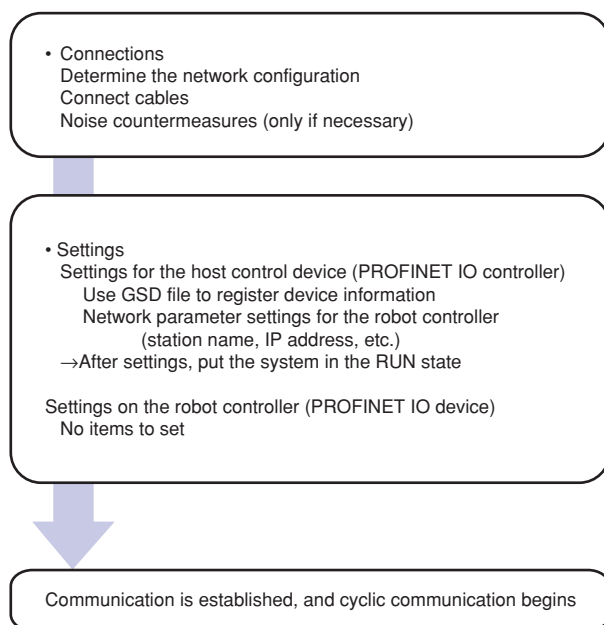 • Connections
Determine the network configuration
Connect cables
Noise countermeasures (only if necessary)
• Settings
Settings for the host control device (PROFINET IO controller)
Use GSD file to register device information
Network parameter settings for the robot controller
(station name, IP address, etc.)
→After settings, put the system in the RUN state
Settings on the robot controller (PROFINET IO device)
No items to set
Communication is established, and cyclic communication begins